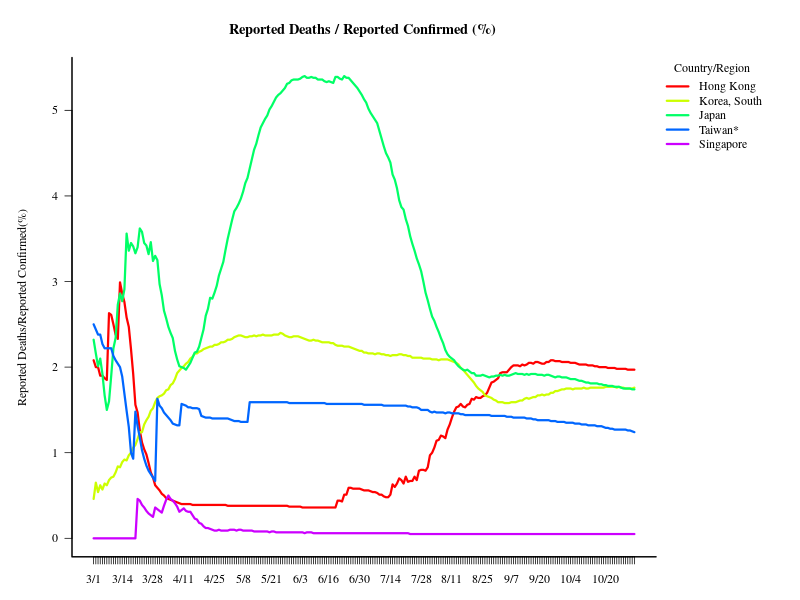 Reported Deaths / Reported Confirmed (%)
Country/Region
Hong Kong
Korea, South
Japan
Taiwan*
Singapore
Reported Deaths/Reported Confirmed(%)
5
4
3
2
1
0
3/1 3/14 3/28 4/11 4/25 5/8 5/21 6/3 6/16 6/30 7/14 7/28 8/11 8/25 9/7 9/20 10/4 10/20